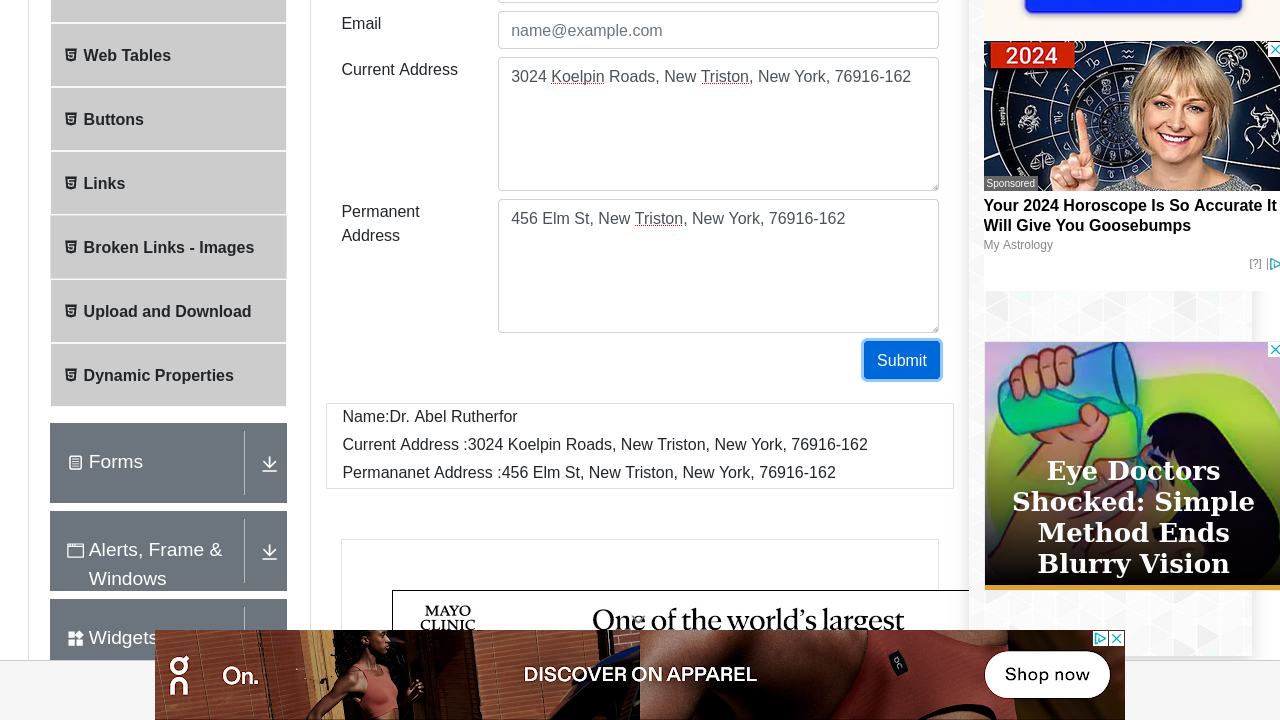 Email
name@example.com
Web Tables
Current Address
3024 Koelpin Roads, New Triston, New York, 76916-162
Buttons
Links
Permanent
Address
456 Elm St, New Triston, New York, 76916-162
Broken Links - Images
Upload and Download
Dynamic Properties
Submit
Name:Dr. Abel Rutherfor
Current Address :3024 Koelpin Roads, New Triston, New York, 76916-162
Permananet Address :456 Elm St, New Triston, New York, 76916-162
Forms
Alerts, Frame &
Windows
Widgets
MAYO
CLINIC
One of the world's largest
2024
Sponsored
Your 2024 Horoscope Is So Accurate It
Will Give You Goosebumps
My Astrology
[?]
Eye Doctors
Shocked: Simple
Method Ends
Blurry Vision
On.
DISCOVER ON APPAREL
Shop now